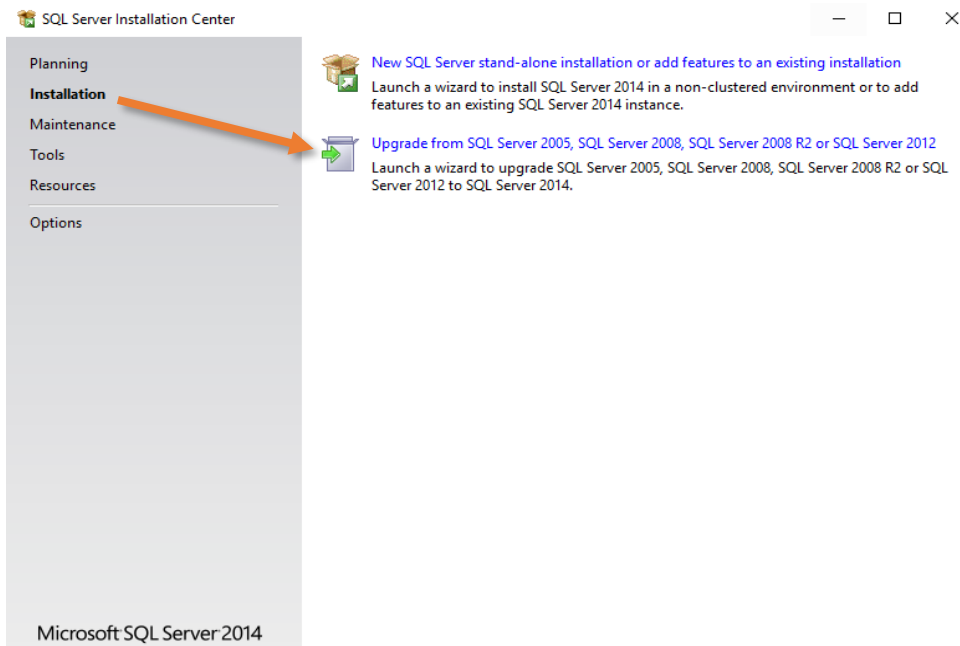 SQL Server Installation Center
Planning
Installation
Maintenance
Tools
Resources
Options
New SQL Server stand-alone installation or add features to an existing installation
Launch a wizard to install SQL Server 2014 in a non-clustered environment or to add
features to an existing SQL Server 2014 instance.
Upgrade from SQL Server 2005, SQL Server 2008, SQL Server 2008 R2 or SQL Server 2012
Launch a wizard to upgrade SQL Server 2005, SQL Server 2008, SQL Server 2008 R2 or SQL
Server 2012 to SQL Server 2014.
Microsoft SQL Server 2014